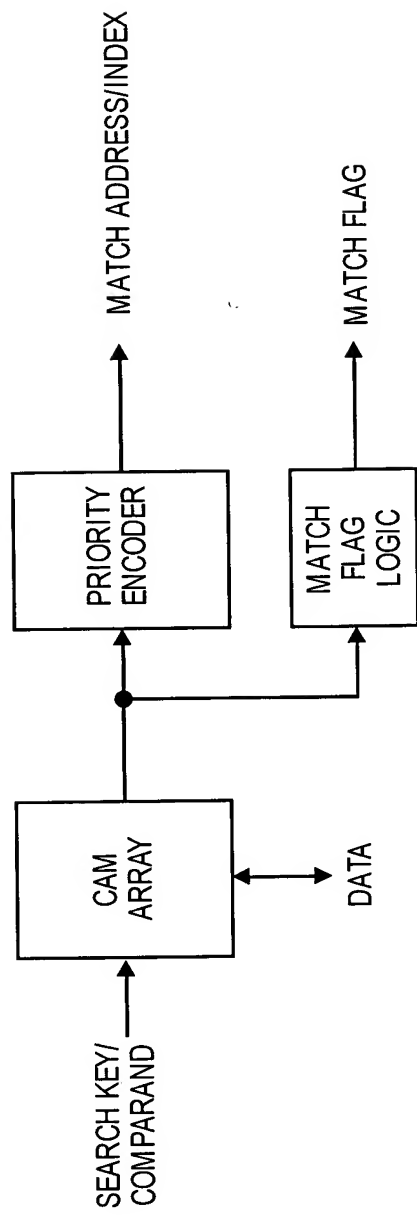 SEARCH KEY/
COMPARAND
CAM
ARRAY
DATA
PRIORITY
ENCODER
MATCH ADDRESS/INDEX
MATCH
FLAG
LOGIC
MATCH FLAG